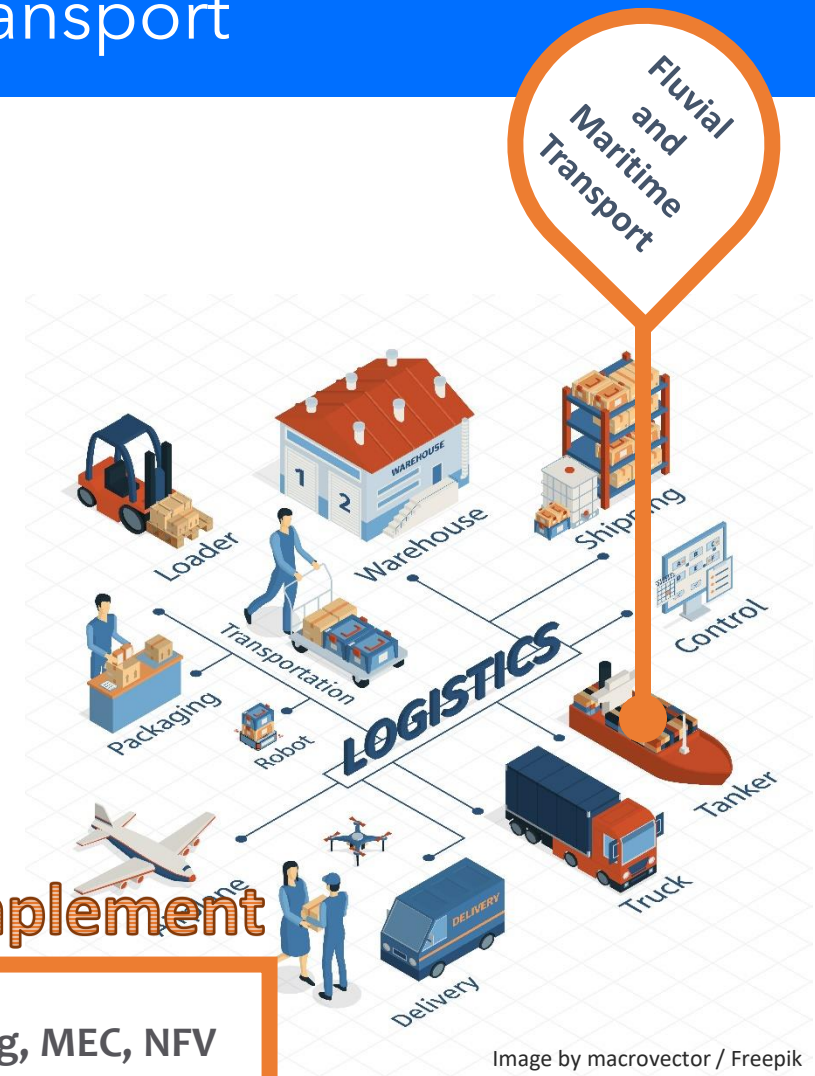 ansport
Fluvial
and
Maritime
Transport
WAREHOUSE
1
2
Loader
Warehouse
Shipping
Transportation
Control
LOGISTICS
Packaging
Robot
Tanker
Truck
plement
DELIVERY
Delivery
g, MEC, NFV
Image by macrovector / Freepik